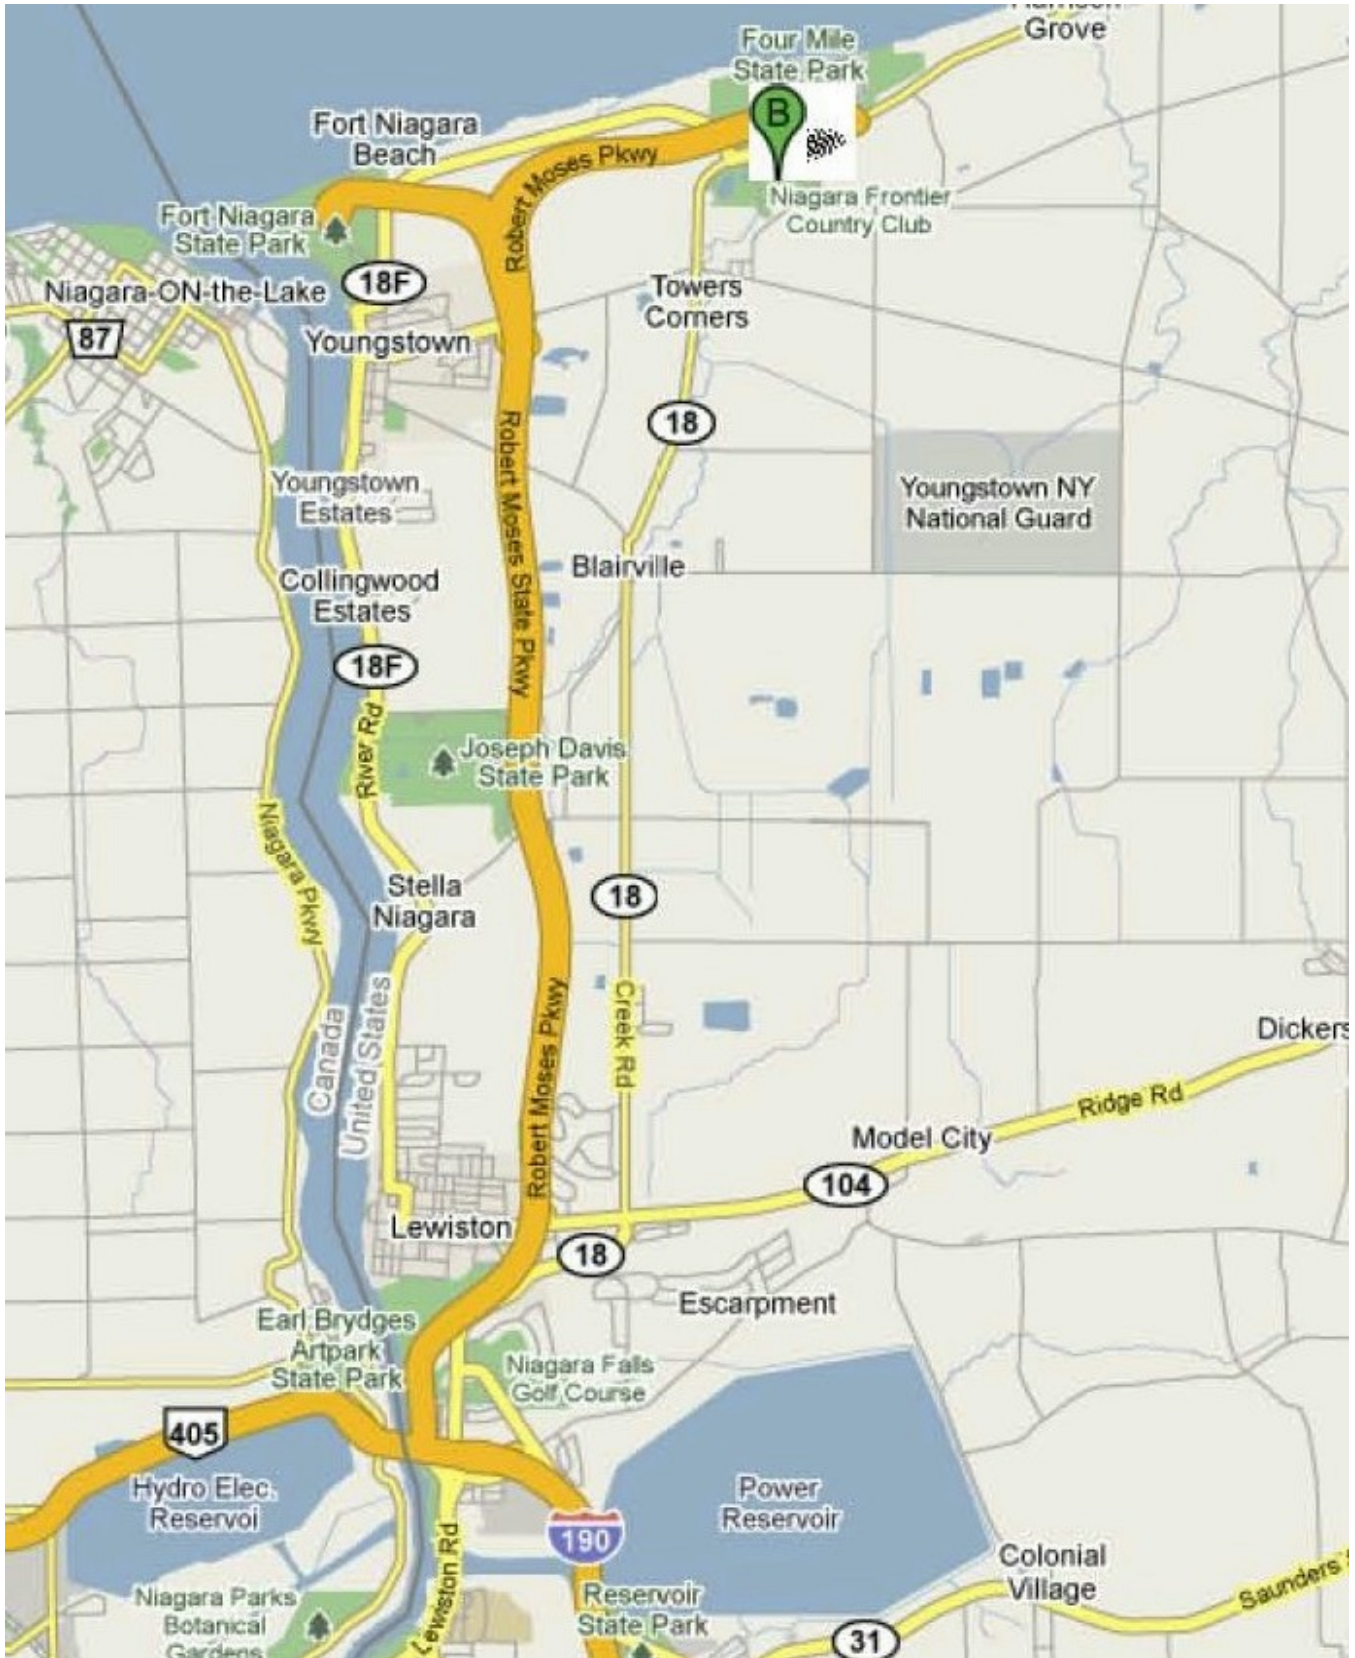 Grove
Four Mile
State Park
B
Fort Niagara
Beach
Robert Moses Pkwy
Niagara Frontier
Country Club
Fort Niagara
State Park
Robert Moses Pkwy
18F
Niagara-ON-the-Lake
87
Youngstown
Towers
Corners
18
Robert Moses State Pkwy
Youngstown
Estates
Youngstown NY
National Guard
Blairville
Collingwood
Estates
18F
River Rd
Joseph Davis
State Park
Niagara Pkwy
Stella
Niagara
18
Canada
United States
Robert Moses Pkwy
Creek Rd
Dickers
Ridge Rd
Model City
104
Lewiston
18
Escarpment
Earl Brydges
Artpark
State Park
Niagara Falls
Golf Course
405
Hydro Elec.
Reservoi
Power
Reservoir
190
Lewiston Rd
Colonial
Village
Saunders
Niagara Parks
Botanical
Gardens
Reservoir
State Park
31